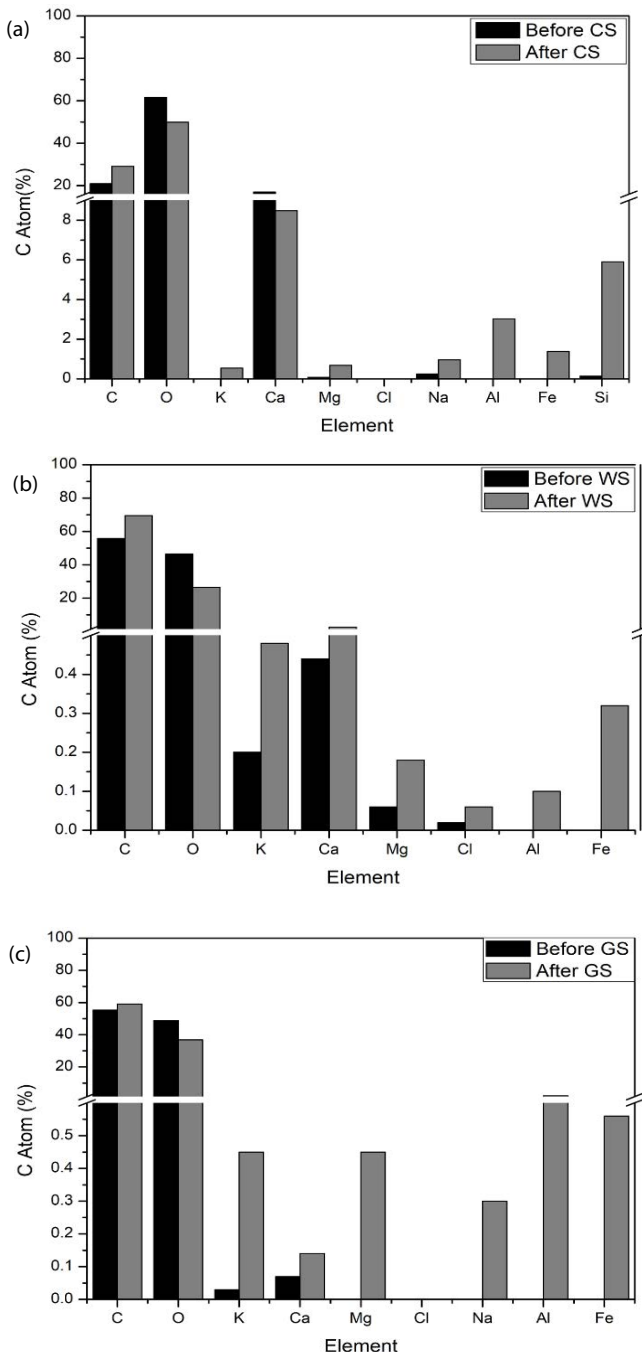 (a)
Before CS
After CS
C Atom(%)
100
80
60
40
20
8
6
4
2
0
C O K Ca Mg Cl Na Al Fe Si
Element
(b)
Before WS
After WS
C Atom (%)
100
80
60
40
20
0.4
0.3
0.2
0.1
0.0
C O K Ca Mg Cl Al Fe
Element
(c)
Before GS
After GS
C Atom (%)
100
80
60
40
20
0.5
0.4
0.3
0.2
0.1
0.0
C O K Ca Mg Cl Na Al Fe
Element